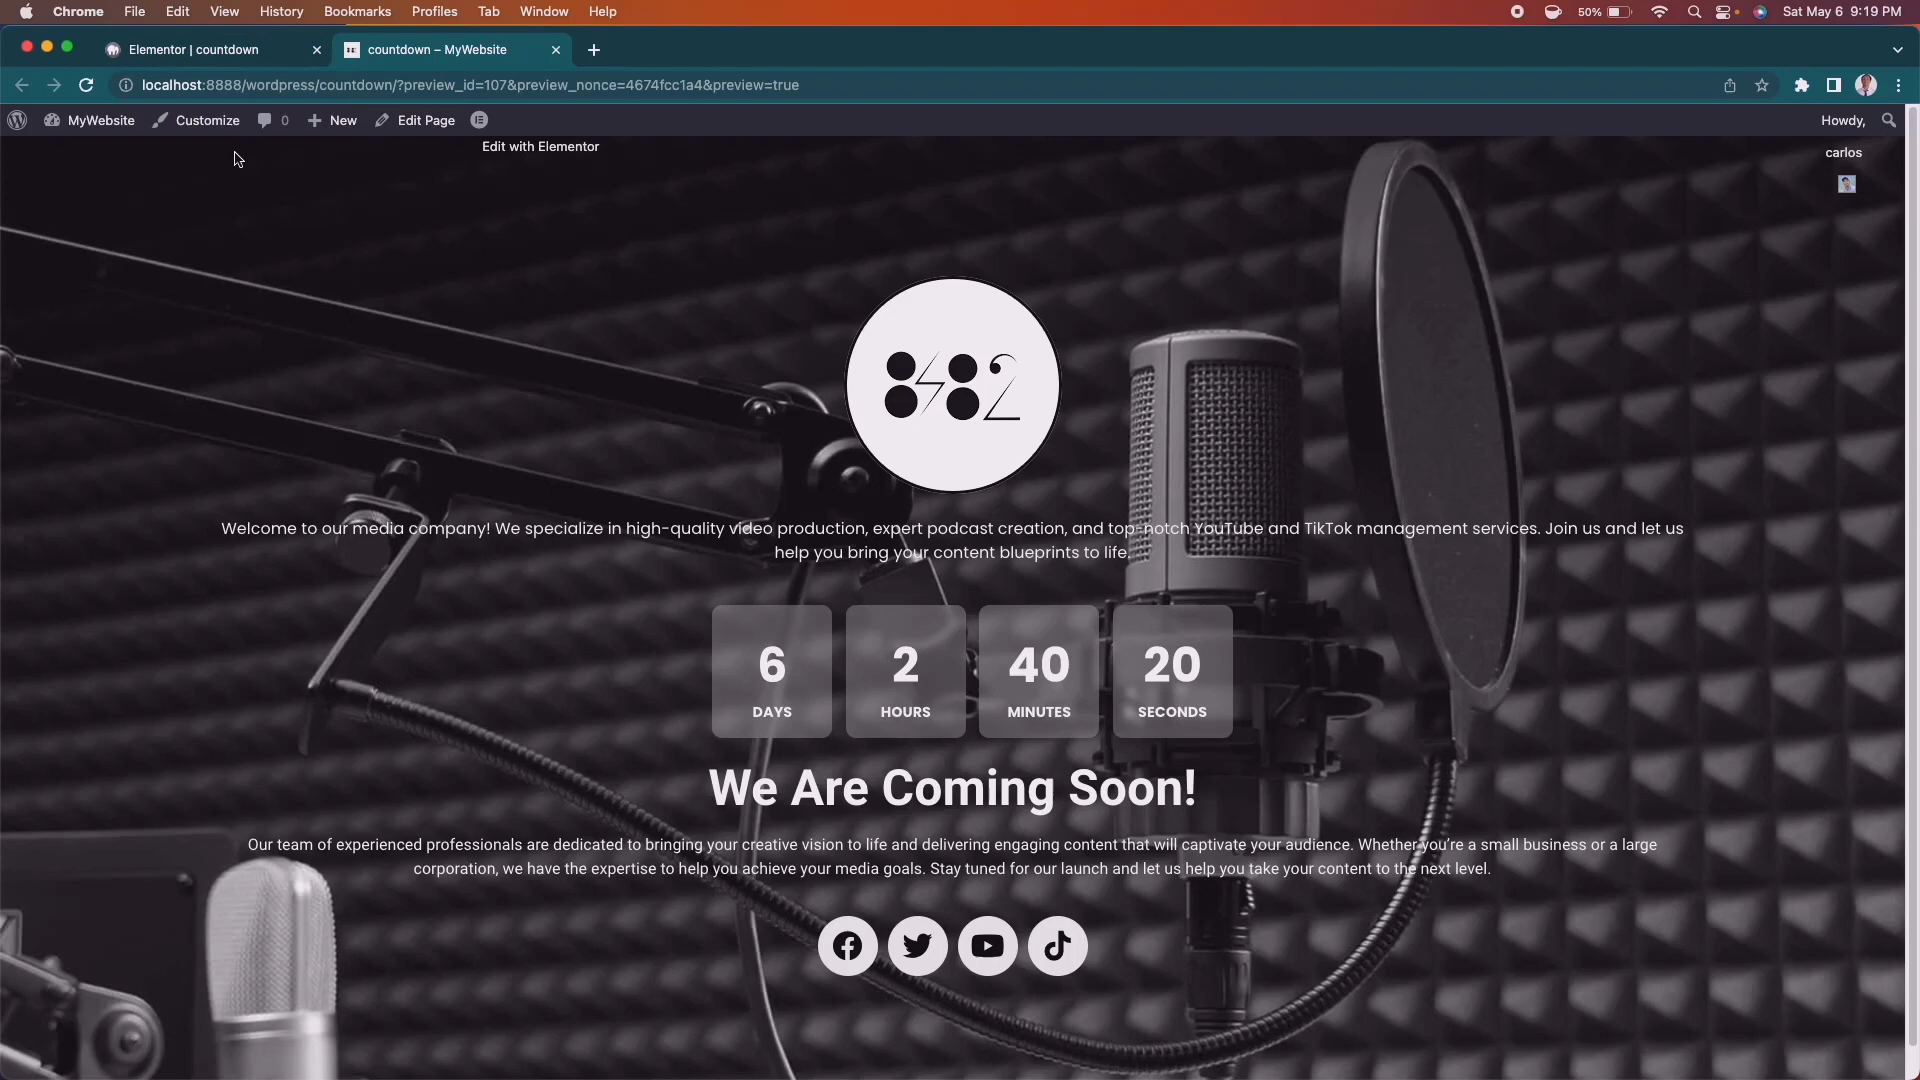 Chrome File Edit View History Bookmarks Profiles Tab Window Help 50% Sat May 6 9:19 PM
Elementor | countdown countdown – MyWebsite
localhost:8888/wordpress/countdown/?preview_id=107&preview_nonce=4674fcc1a4&preview=true
MyWebsite Customize 0 New Edit Page Howdy,
Edit with Elementor
carlos
8482
Welcome to our media company! We specialize in high-quality video production, expert podcast creation, and top-notch YouTube and TikTok management services. Join us and let us
help you bring your content blueprints to life.
6 2 40 20
DAYS HOURS MINUTES SECONDS
We Are Coming Soon!
Our team of experienced professionals are dedicated to bringing your creative vision to life and delivering engaging content that will captivate your audience. Whether you’re a small business or a large
corporation, we have the expertise to help you achieve your media goals. Stay tuned for our launch and let us help you take your content to the next level.